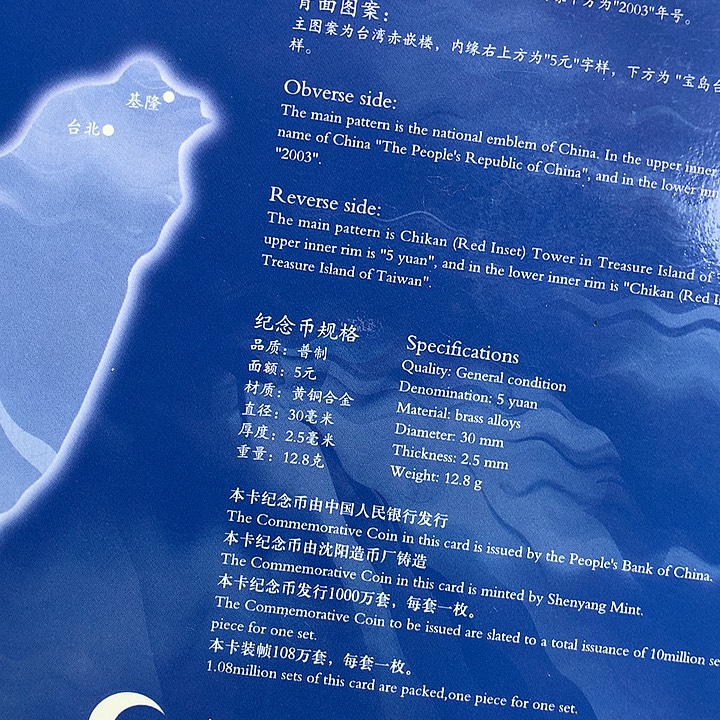 下方为"2003"年号。
背面图案:
主图案为台湾赤嵌楼，内缘右上方为"5元"字样，下方为 "宝岛台
样。
基隆
台北
Obverse side:
The main pattern is the national emblem of China. In the upper inner
name of China "The People's Republic of China", and in the lower inner
"2003".
Reverse side:
The main pattern is Chikan (Red Inset) Tower in Treasure Island of
upper inner rim is "5 yuan", and in the lower inner rim is "Chikan (Red
Treasure Island of Taiwan".
纪念币规格
品质：普制
面额：5元
材质：黄铜合金
直径：30毫米
厚度：2.5毫米
重量：12.8克
Specifications
Quality: General condition
Denomination: 5 yuan
Material: brass alloys
Diameter: 30 mm
Thickness: 2.5 mm
Weight: 12.8 g
本卡纪念币由中国人民银行发行
The Commemorative Coin in this card is issued by the People's Bank of China.
本卡纪念币由沈阳造币厂铸造
The Commemorative Coin in this card is minted by Shenyang Mint.
本卡纪念币发行1000万套，每套一枚。
The Commemorative Coin to be issued are slated to a total issuance of 10million
piece for one set.
本卡装帧108万套，每套一枚。
1.08million sets of this card are packed,one piece for one set.